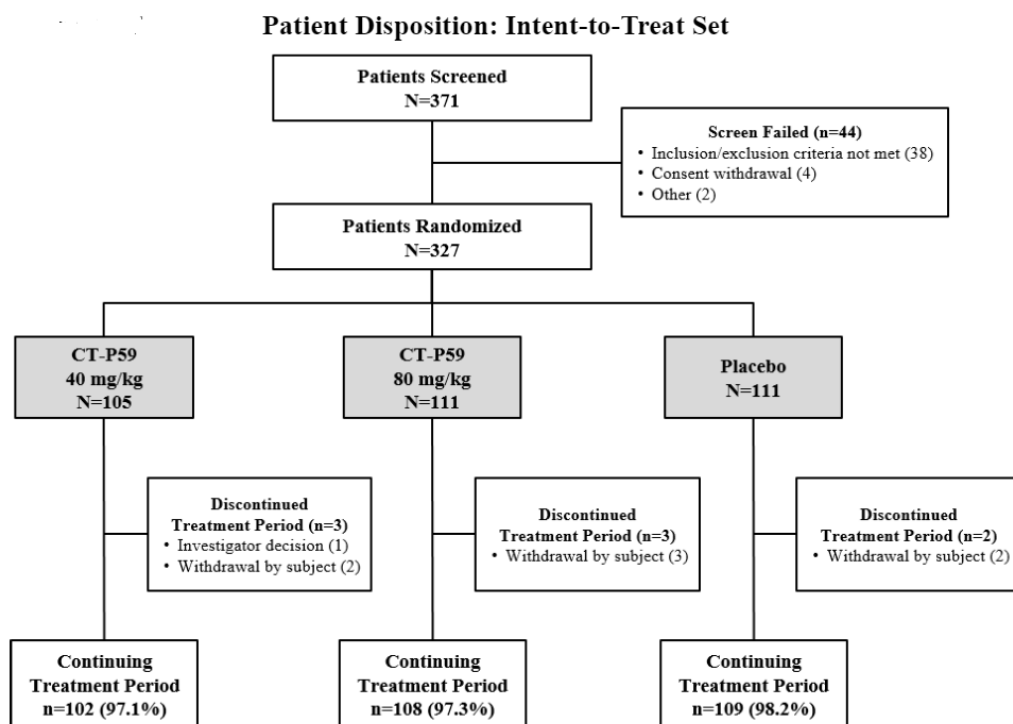 Patient Disposition: Intent-to-Treat Set
Patients Screened
N=371
Screen Failed (n=44)
• Inclusion/exclusion criteria not met (38)
• Consent withdrawal (4)
• Other (2)
Patients Randomized
N=327
CT-P59
40 mg/kg
N=105
CT-P59
80 mg/kg
N=111
Placebo
N=111
Discontinued
Treatment Period (n=3)
• Investigator decision (1)
• Withdrawal by subject (2)
Discontinued
Treatment Period (n=3)
• Withdrawal by subject (3)
Discontinued
Treatment Period (n=2)
• Withdrawal by subject (2)
Continuing
Treatment Period
n=102 (97.1%)
Continuing
Treatment Period
n=108 (97.3%)
Continuing
Treatment Period
n=109 (98.2%)